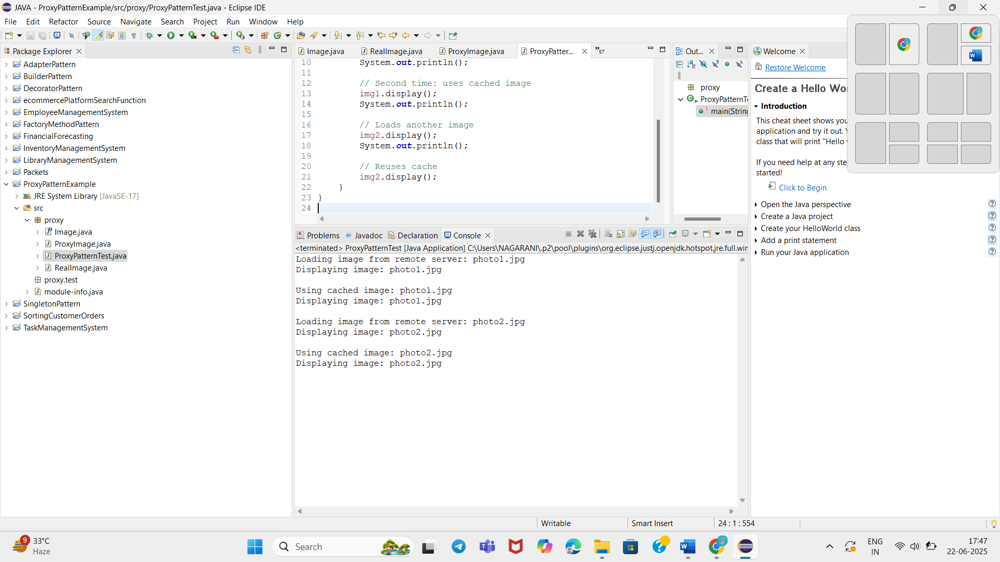 JAVA - ProxyPatternExample/src/proxy/ProxyPatternTest.java - Eclipse IDE
File Edit Refactor Source Navigate Search Project Run Window Help
Package Explorer
AdapterPattern
BuilderPattern
DecoratorPattern
ecommercePlatformSearchFunction
EmployeeManagementSystem
FactoryMethodPattern
FinancialForecasting
InventoryManagementSystem
LibraryManagementSystem
Packets
ProxyPatternExample
JRE System Library [JavaSE-17]
src
proxy
Image.java
ProxyImage.java
ProxyPatternTest.java
RealImage.java
proxy.test
module-info.java
SingletonPattern
SortingCustomerOrders
TaskManagementSystem
Image.java RealImage.java ProxyImage.java ProxyPatter... 57
10 System.out.println();
11
12 // Second time: uses cached image
13 img1.display();
14 System.out.println();
15
16 // Loads another image
17 img2.display();
18 System.out.println();
19
20 // Reuses cache
21 img2.display();
22 }
23 }
24
Out...
proxy
ProxyPatternTe
main(String
Problems Javadoc Declaration Console
<terminated> ProxyPatternTest [Java Application] C:\Users\NAGARANI\.p2\pool\plugins\org.eclipse.justj.openjdk.hotspot.jre.full.win
Loading image from remote server: photo1.jpg
Displaying image: photo1.jpg
Using cached image: photo1.jpg
Displaying image: photo1.jpg
Loading image from remote server: photo2.jpg
Displaying image: photo2.jpg
Using cached image: photo2.jpg
Displaying image: photo2.jpg
Welcome
Restore Welcome
Create a Hello Wor
Introduction
This cheat sheet shows you
application and try it out. Y
class that will print "Hello
If you need help at any ste
started!
Click to Begin
Open the Java perspective
Create a Java project
Create your HelloWorld class
Add a print statement
Run your Java application
Writable Smart Insert 24 : 1 : 554
9
33°C
Haze
Search
ENG
IN
17:47
22-06-2025